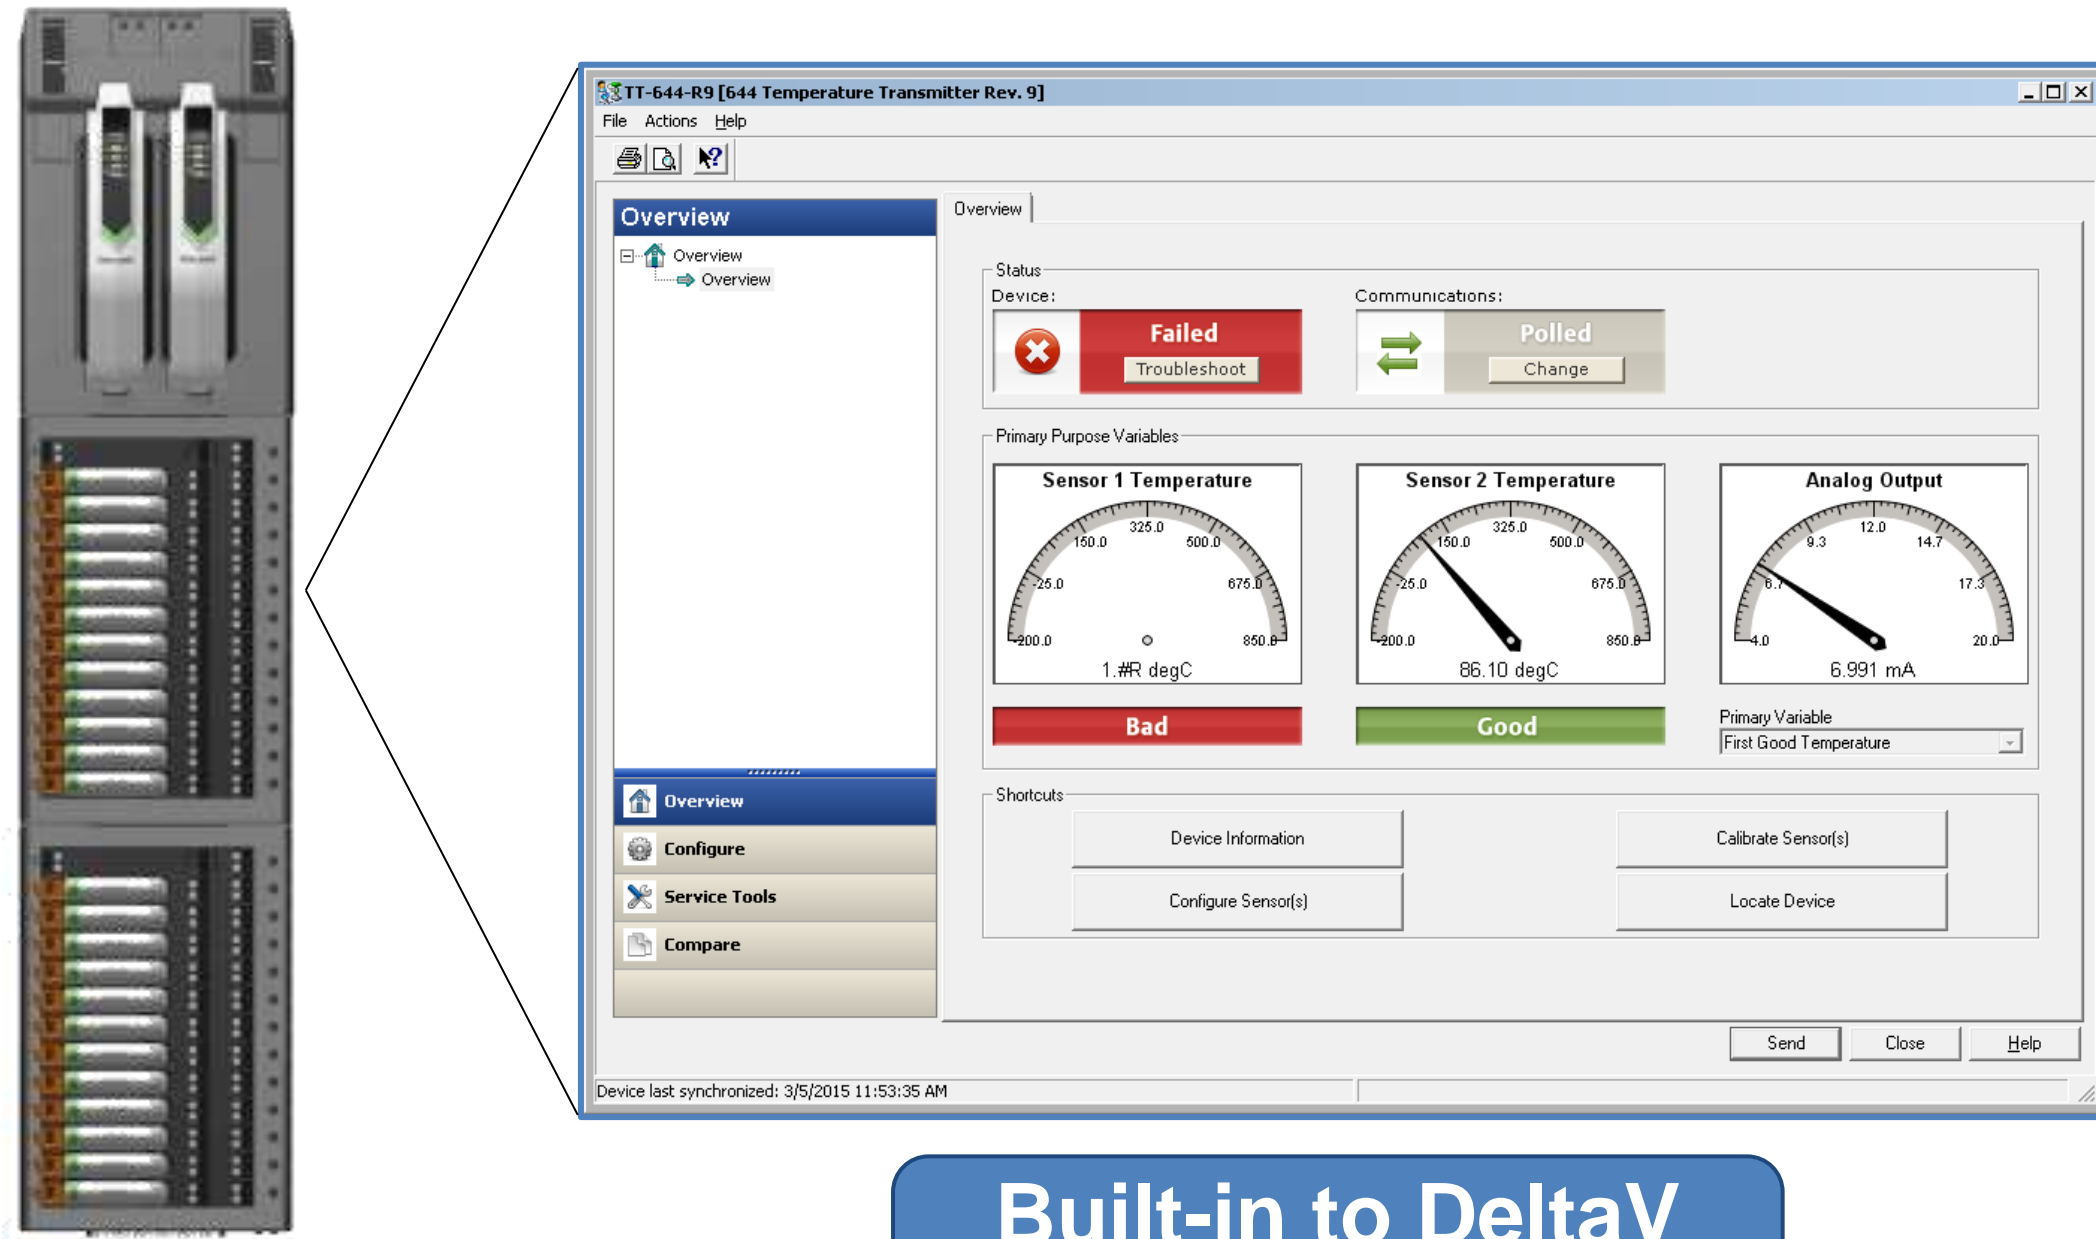 TT-644-R9 [644 Temperature Transmitter Rev. 9]
File Actions Help
Overview
Overview
Overview
Overview
Status
Device:
Communications:
Failed
Polled
Troubleshoot
Change
Primary Purpose Variables
Sensor 1 Temperature
-200.0
-25.0
150.0
325.0
500.0
675.0
850.0
1.#R degC
Bad
Sensor 2 Temperature
-200.0
-25.0
150.0
325.0
500.0
675.0
850.0
86.10 degC
Good
Analog Output
4.0
6.7
9.3
12.0
14.7
17.3
20.0
6.991 mA
Primary Variable
First Good Temperature
Overview
Configure
Service Tools
Compare
Shortcuts
Device Information
Calibrate Sensor(s)
Configure Sensor(s)
Locate Device
Send
Close
Help
Device last synchronized: 3/5/2015 11:53:35 AM
Built-in to DeltaV